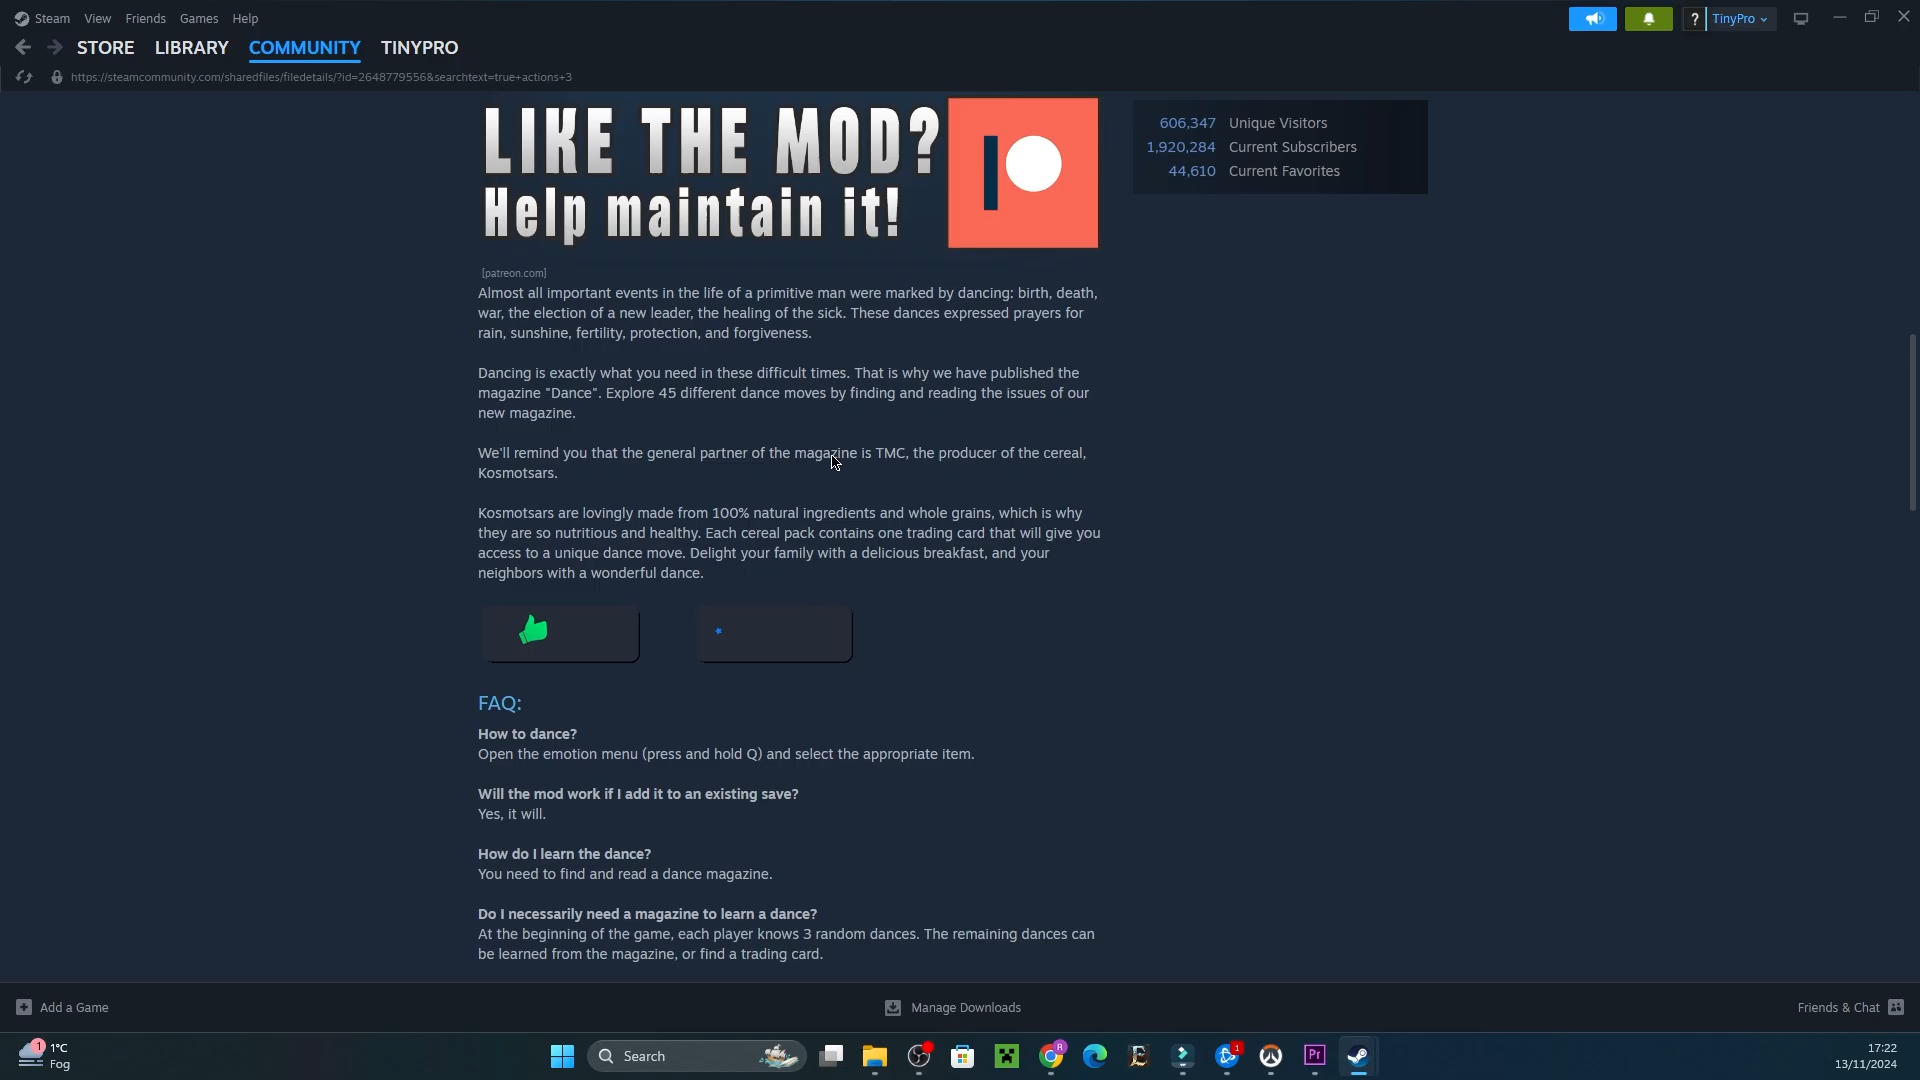 Steam View Friends Games Help
? TinyPro
STORE LIBRARY COMMUNITY TINYPRO
https://steamcommunity.com/sharedfiles/filedetails/?id=2648779556&searchtext=true+actions+3
LIKE THE MOD?
Help maintain it!
606,347 Unique Visitors
1,920,284 Current Subscribers
44,610 Current Favorites
[patreon.com]
Almost all important events in the life of a primitive man were marked by dancing: birth, death,
war, the election of a new leader, the healing of the sick. These dances expressed prayers for
rain, sunshine, fertility, protection, and forgiveness.
Dancing is exactly what you need in these difficult times. That is why we have published the
magazine "Dance". Explore 45 different dance moves by finding and reading the issues of our
new magazine.
We'll remind you that the general partner of the magazine is TMC, the producer of the cereal,
Kosmotsars.
Kosmotsars are lovingly made from 100% natural ingredients and whole grains, which is why
they are so nutritious and healthy. Each cereal pack contains one trading card that will give you
access to a unique dance move. Delight your family with a delicious breakfast, and your
neighbors with a wonderful dance.
FAQ:
How to dance?
Open the emotion menu (press and hold Q) and select the appropriate item.
Will the mod work if I add it to an existing save?
Yes, it will.
How do I learn the dance?
You need to find and read a dance magazine.
Do I necessarily need a magazine to learn a dance?
At the beginning of the game, each player knows 3 random dances. The remaining dances can
be learned from the magazine, or find a trading card.
Add a Game
Manage Downloads
Friends & Chat
1
1°C
Fog
Search
R
1
Pr
17:22
13/11/2024